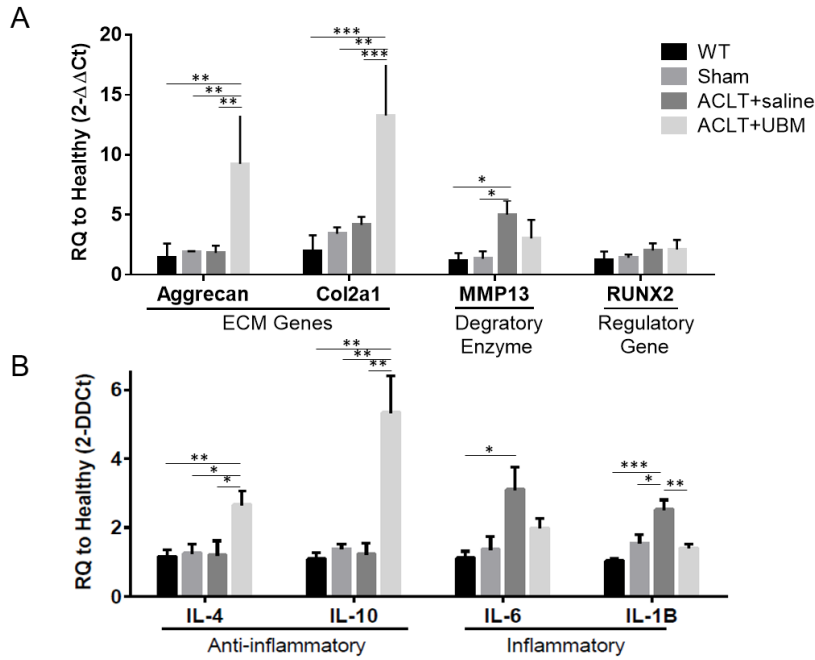 A
RQ to Healthy (2-ΔΔCt)
20
15
10
5
0
***
**
***
**
**
**
*
*
WT
Sham
ACLT+saline
ACLT+UBM
Aggrecan Col2a1 MMP13 RUNX2
ECM Genes
Degratory
Enzyme
Regulatory
Gene
B
RQ to Healthy (2-DDCt)
6
4
2
0
**
**
**
**
*
*
*
***
*
**
IL-4 IL-10 IL-6 IL-1B
Anti-inflammatory Inflammatory